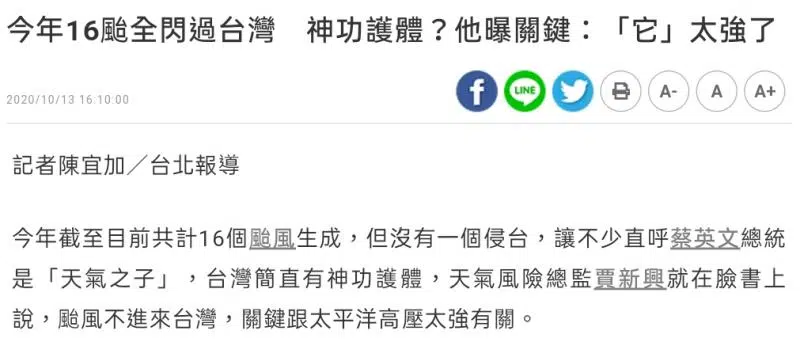 今年16颱全閃過台灣　神功護體？他曝關鍵：「它」太強了
2020/10/13 16:10:00
f LINE A- A A+
記者陳宜加／台北報導
今年截至目前共計16個颱風生成，但沒有一個侵台，讓不少直呼蔡英文總統
是「天氣之子」，台灣簡直有神功護體，天氣風險總監賈新興就在臉書上
說，颱風不進來台灣，關鍵跟太平洋高壓太強有關。